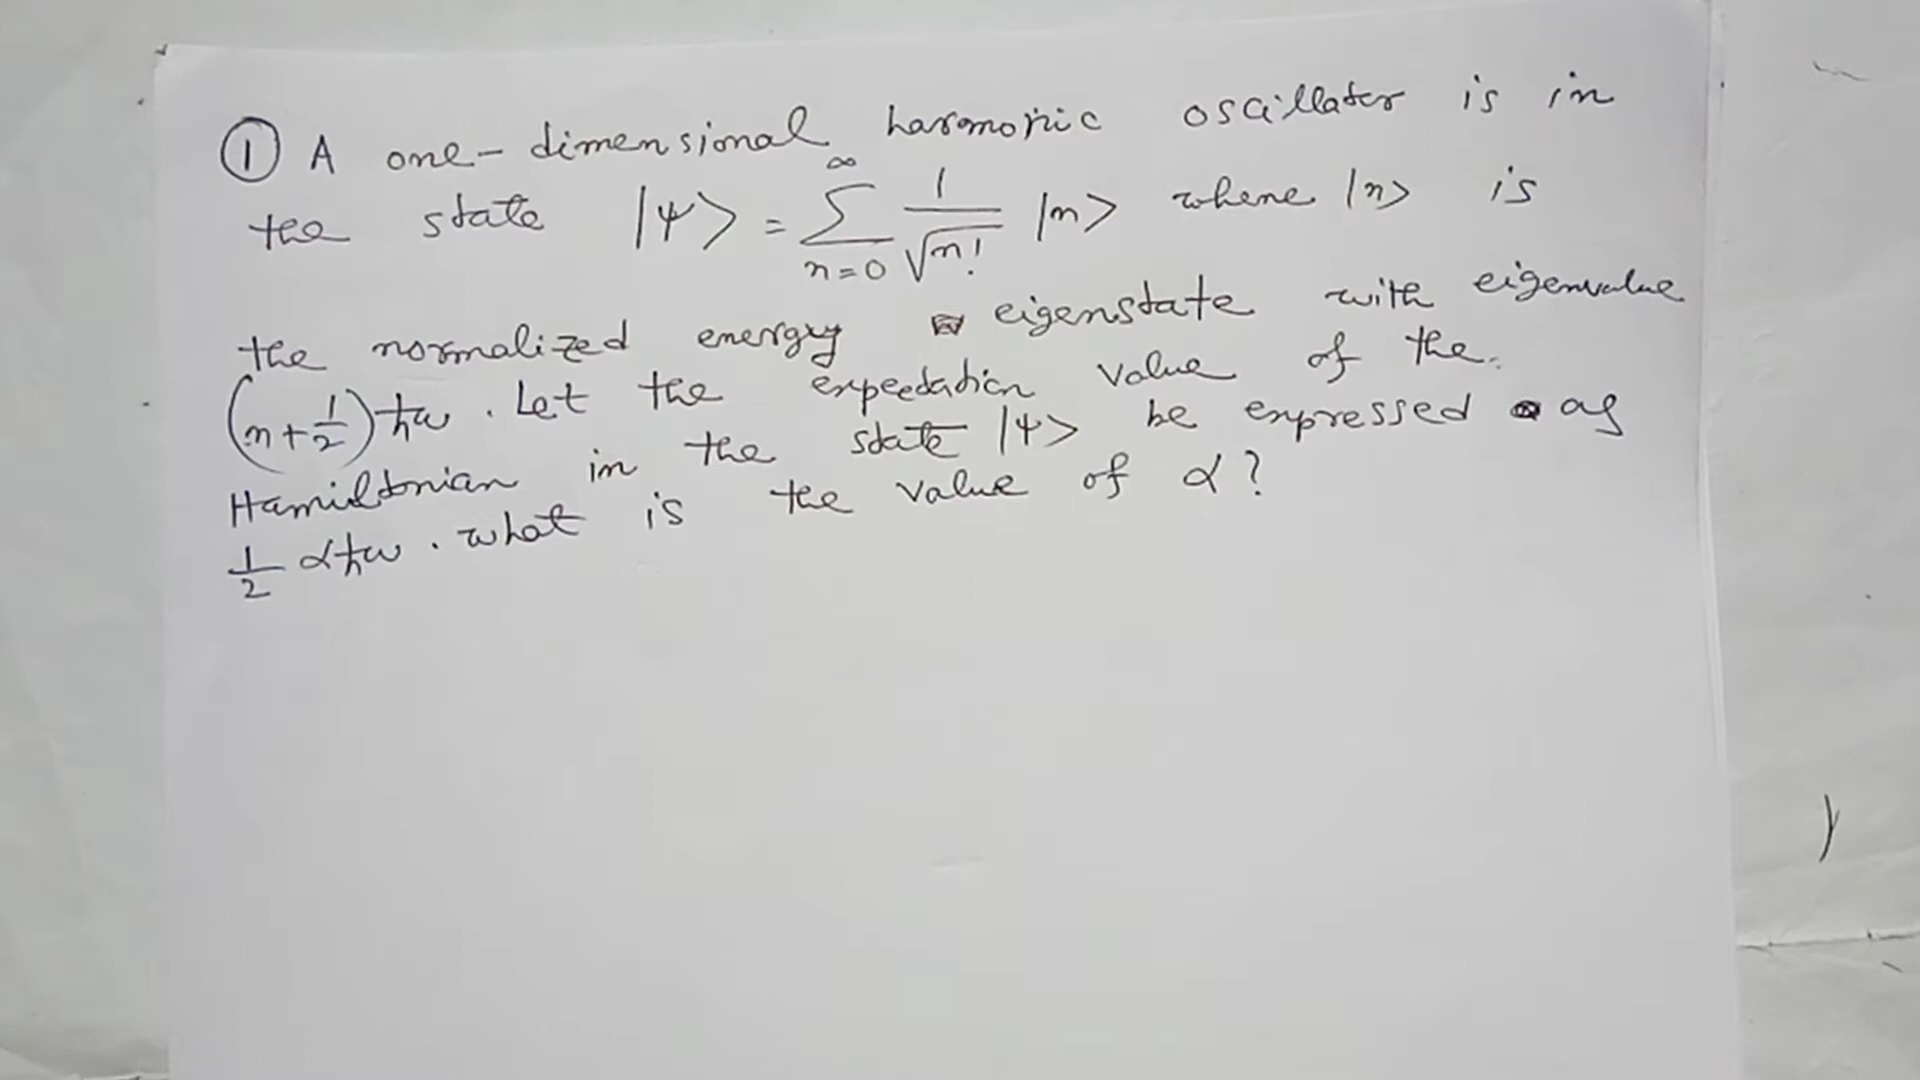 ① A one-dimensional harmonic oscillator is in
the state |ψ> = ∑_{n=0}^{∞} 1/√n! |n> where |n> is
the normalized energy eigenstate with eigenvalue
(n+1/2)ħω. Let the expectation value of the
Hamiltonian in the state |ψ> be expressed as
1/2 αħω. what is the value of α?